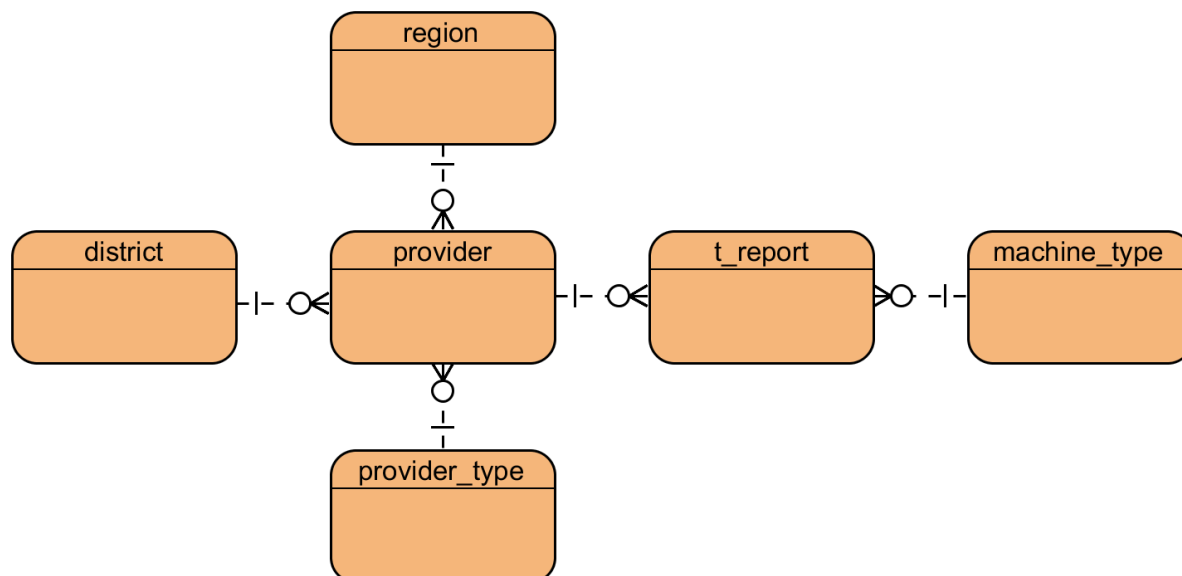 region
district
provider
t_report
machine_type
provider_type